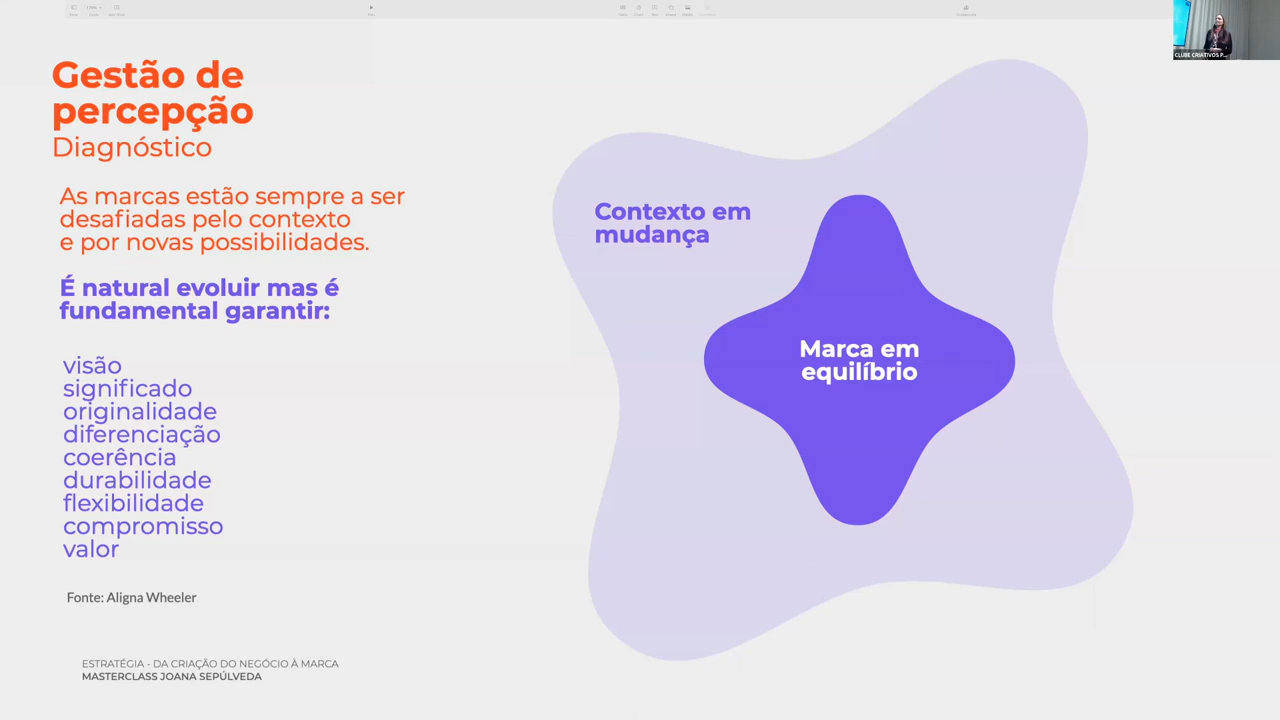 Gestão de
percepção
Diagnóstico
As marcas estão sempre a ser
desafiadas pelo contexto
e por novas possibilidades.
É natural evoluir mas é
fundamental garantir:
visão
significado
originalidade
diferenciação
coerência
durabilidade
flexibilidade
compromisso
valor
Fonte: Aligna Wheeler
ESTRATÉGIA - DA CRIAÇÃO DO NEGÓCIO À MARCA
MASTERCLASS JOANA SEPÚLVEDA
Contexto em
mudança
Marca em
equilíbrio
CLUBE CRIATIVOS P...